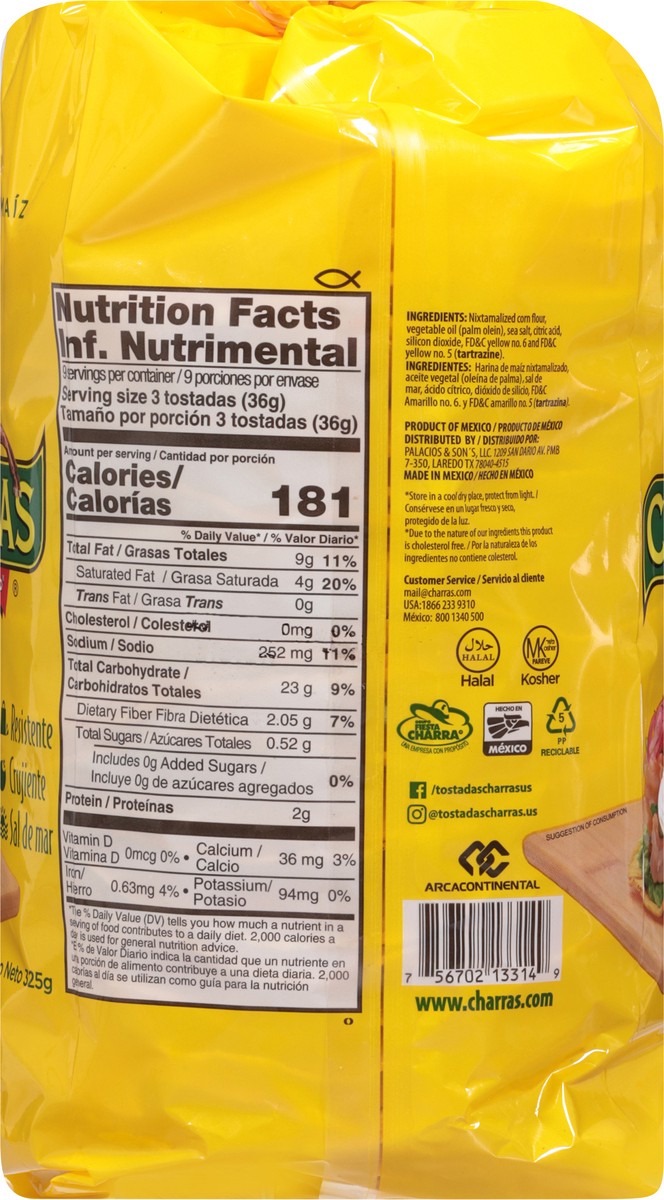 AÍZ
AS
®
Resistente
Crujiente
Sal de mar
Neto 325g
Nutrition Facts
Inf. Nutrimental
9 servings per container / 9 porciones por envase
Serving size 3 tostadas (36g)
Tamaño por porción 3 tostadas (36g)
Amount per serving / Cantidad por porción
Calories/
Calorías 181
% Daily Value* / % Valor Diario*
Total Fat / Grasas Totales 9g 11%
Saturated Fat / Grasa Saturada 4g 20%
Trans Fat / Grasa Trans 0g
Cholesterol / Colesterol 0mg 0%
Sodium / Sodio 252 mg 11%
Total Carbohydrate /
Carbohidratos Totales 23 g 9%
Dietary Fiber Fibra Dietética 2.05 g 7%
Total Sugars / Azúcares Totales 0.52 g
Includes 0g Added Sugars /
Incluye 0g de azúcares agregados 0%
Protein / Proteínas 2g
Vitamin D
Vitamina D 0mcg 0% • Calcium /
Calcio 36 mg 3%
Iron/
Hierro 0.63mg 4% • Potassium/
Potasio 94mg 0%
*The % Daily Value (DV) tells you how much a nutrient in a
serving of food contributes to a daily diet. 2,000 calories a
day is used for general nutrition advice.
*E% de Valor Diario indica la cantidad que un nutriente en
una porción de alimento contribuye a una dieta diaria. 2,000
calorias al día se utilizan como guía para la nutrición
general.
INGREDIENTS: Nixtamalized corn flour,
vegetable oil (palm olein), sea salt, citric acid,
silicon dioxide, FD&C yellow no. 6 and FD&C
yellow no. 5 (tartrazine).
INGREDIENTES: Harina de maíz nixtamalizado,
aceite vegetal (oleína de palma), sal de
mar, ácido cítrico, dióxido de silicio, FD&C
Amarillo no. 6. y FD&C amarillo no. 5 (tartrazina).
PRODUCT OF MEXICO / PRODUCTO DE MÉXICO
DISTRIBUTED BY / DISTRIBUIDO POR:
PALACIOS & SON´S, LLC, 1209 SAN DARIO AV. PMB
7-350, LAREDO TX 78040-4515
MADE IN MEXICO / HECHO EN MÉXICO
*Store in a cool dry place, protect from light. /
Consérvese en un lugar fresco y seco,
protegido de la luz.
*Due to the nature of our ingredients this product
is cholesterol free. / Por la naturaleza de los
ingredientes no contiene colesterol.
Customer Service / Servicio al cliente
mail@charras.com
USA:1866 233 9310
México: 800 1340 500
حلال
HALAL
Halal
MK
PAREVE
Kosher
FIESTA
CHARRA
UNA EMPRESA CON PROPÓSITO
HECHO EN
MÉXICO
5
PP
RECICLABLE
/tostadascharrasus
@tostadascharras.us
SUGGESTION OF CONSUMPTION
ARCACONTINENTAL
7 56702 13314 9
www.charras.com